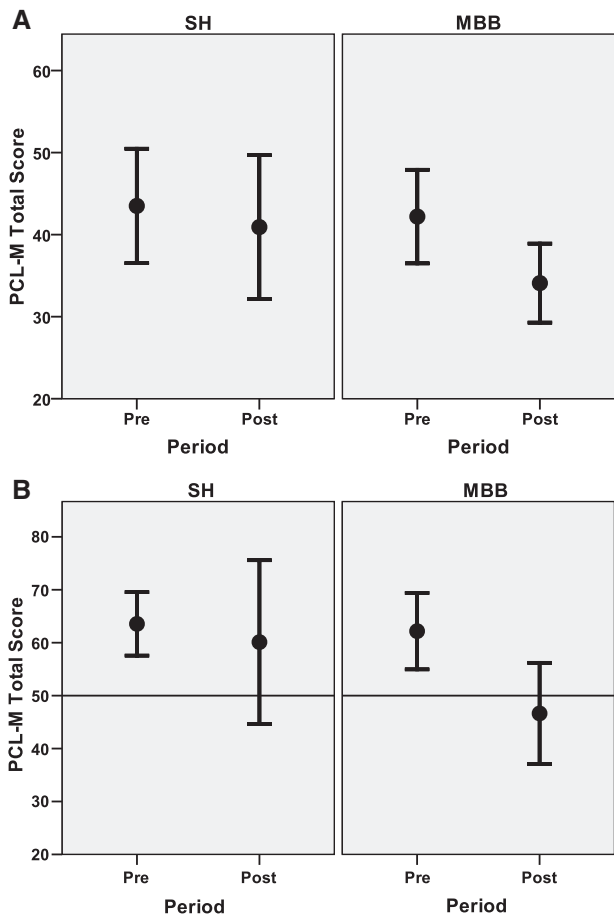 A
SH
MBB
PCL-M Total Score
60
50
40
30
20
Pre
Post
Pre
Post
Period
Period
B
SH
MBB
PCL-M Total Score
80
70
60
50
40
30
20
Pre
Post
Pre
Post
Period
Period